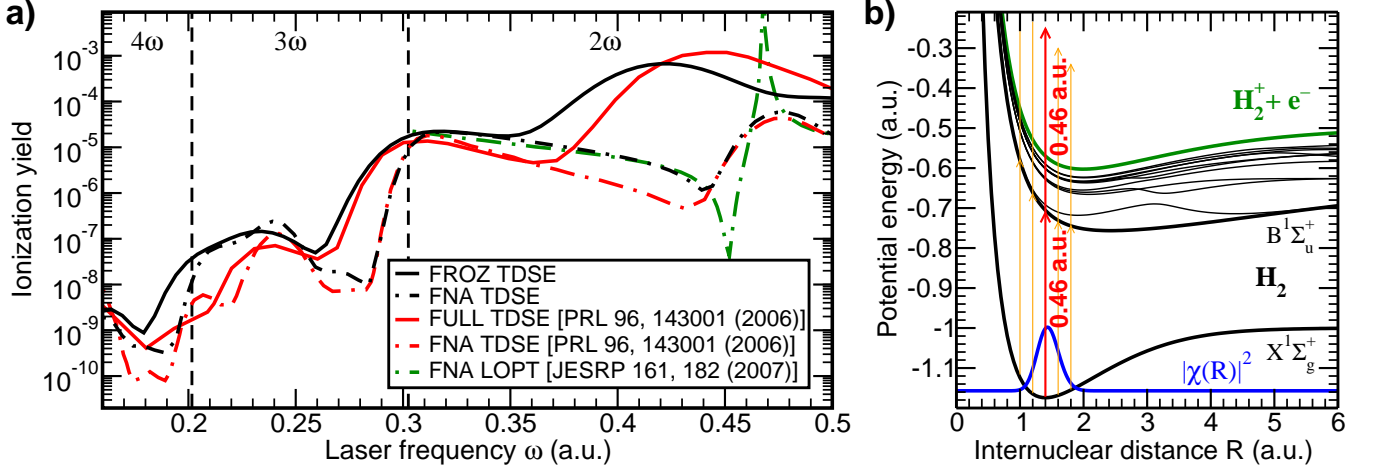 a)
4ω
3ω
2ω
10⁻³
10⁻⁴
10⁻⁵
10⁻⁶
10⁻⁷
10⁻⁸
10⁻⁹
10⁻¹⁰
Ionization yield
FROZ TDSE
FNA TDSE
FULL TDSE [PRL 96, 143001 (2006)]
FNA TDSE [PRL 96, 143001 (2006)]
FNA LOPT [JESRP 161, 182 (2007)]
0.2 0.25 0.3 0.35 0.4 0.45 0.5
Laser frequency ω (a.u.)
b)
-0.3
-0.4
-0.5
-0.6
-0.7
-0.8
-0.9
-1
-1.1
Potential energy (a.u.)
0.46 a.u.
0.46 a.u.
H₂⁺+ e⁻
B¹Σᵤ⁺
H₂
X¹Σg⁺
|χ(R)|²
0 1 2 3 4 5 6
Internuclear distance R (a.u.)